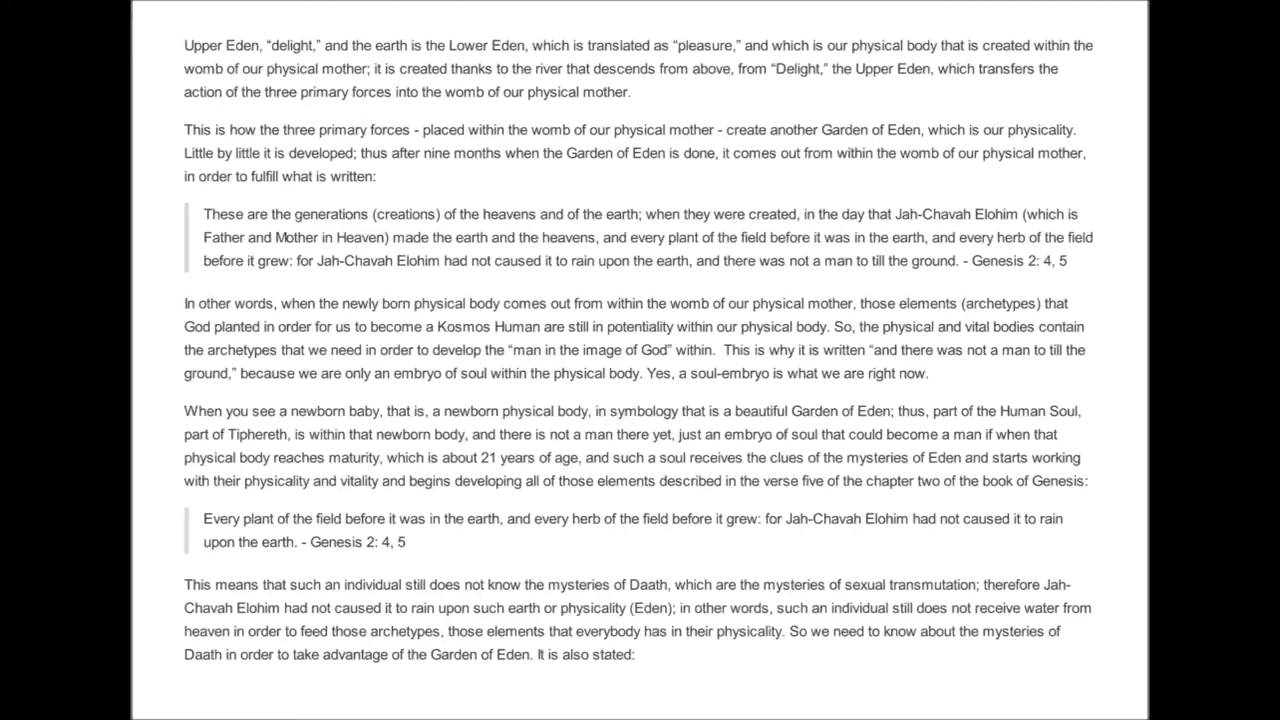 Upper Eden, “delight,” and the earth is the Lower Eden, which is translated as “pleasure,” and which is our physical body that is created within the
womb of our physical mother; it is created thanks to the river that descends from above, from “Delight,” the Upper Eden, which transfers the
action of the three primary forces into the womb of our physical mother.
This is how the three primary forces - placed within the womb of our physical mother - create another Garden of Eden, which is our physicality.
Little by little it is developed; thus after nine months when the Garden of Eden is done, it comes out from within the womb of our physical mother,
in order to fulfill what is written:
These are the generations (creations) of the heavens and of the earth; when they were created, in the day that Jah-Chavah Elohim (which is
Father and Mother in Heaven) made the earth and the heavens, and every plant of the field before it was in the earth, and every herb of the field
before it grew: for Jah-Chavah Elohim had not caused it to rain upon the earth, and there was not a man to till the ground. - Genesis 2: 4, 5
In other words, when the newly born physical body comes out from within the womb of our physical mother, those elements (archetypes) that
God planted in order for us to become a Kosmos Human are still in potentiality within our physical body. So, the physical and vital bodies contain
the archetypes that we need in order to develop the “man in the image of God” within.  This is why it is written “and there was not a man to till the
ground,” because we are only an embryo of soul within the physical body. Yes, a soul-embryo is what we are right now.
When you see a newborn baby, that is, a newborn physical body, in symbology that is a beautiful Garden of Eden; thus, part of the Human Soul,
part of Tiphereth, is within that newborn body, and there is not a man there yet, just an embryo of soul that could become a man if when that
physical body reaches maturity, which is about 21 years of age, and such a soul receives the clues of the mysteries of Eden and starts working
with their physicality and vitality and begins developing all of those elements described in the verse five of the chapter two of the book of Genesis:
Every plant of the field before it was in the earth, and every herb of the field before it grew: for Jah-Chavah Elohim had not caused it to rain
upon the earth. - Genesis 2: 4, 5
This means that such an individual still does not know the mysteries of Daath, which are the mysteries of sexual transmutation; therefore Jah-
Chavah Elohim had not caused it to rain upon such earth or physicality (Eden); in other words, such an individual still does not receive water from
heaven in order to feed those archetypes, those elements that everybody has in their physicality. So we need to know about the mysteries of
Daath in order to take advantage of the Garden of Eden. It is also stated: